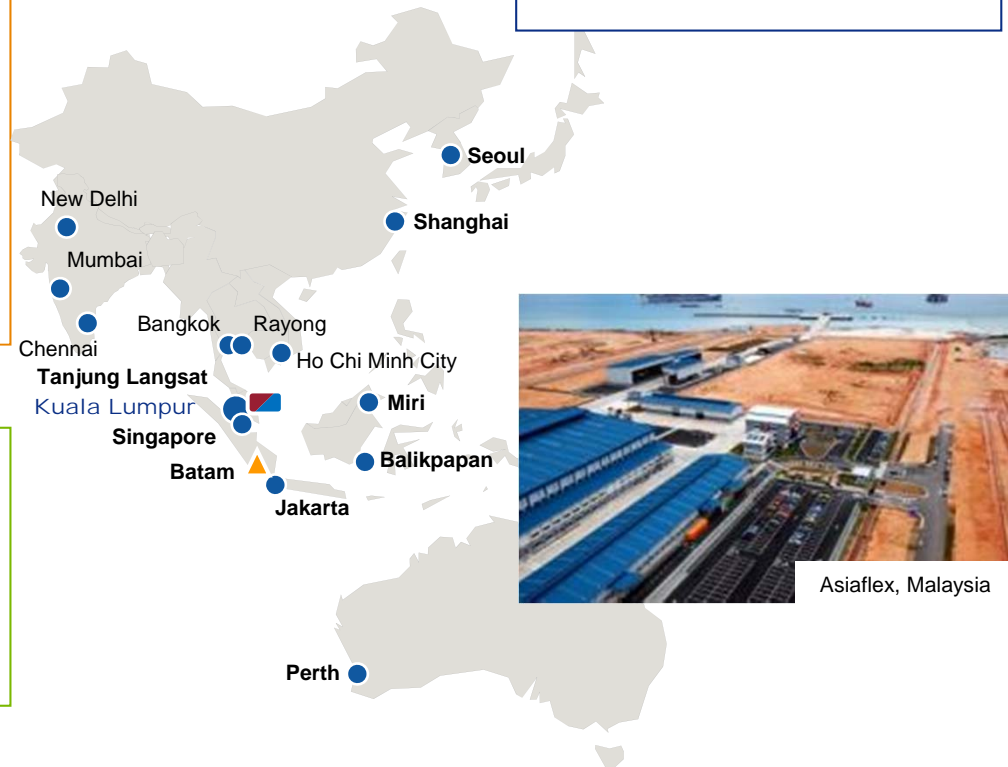 Seoul
Shanghai
New Delhi
Mumbai
Chennai
Bangkok
Rayong
Ho Chi Minh City
Tanjung Langsat
Kuala Lumpur
Miri
Singapore
Batam
Balikpapan
Jakarta
Asiaflex, Malaysia
Perth